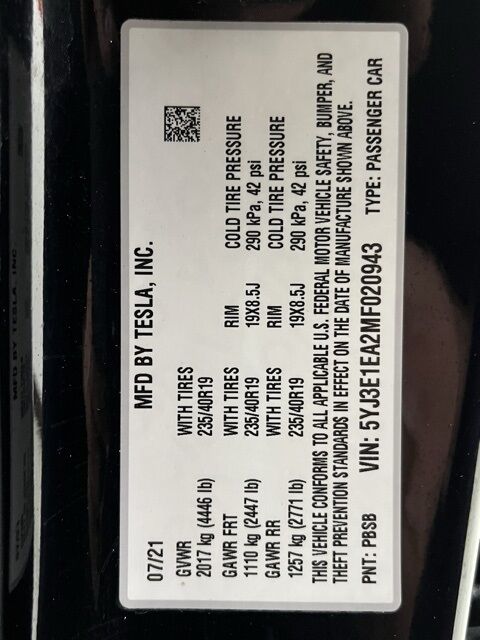 07/21 MFD BY TESLA, INC.
GVWR WITH TIRES
2017 kg (4446 lb) 235/40R19
GAWR FRT WITH TIRES RIM COLD TIRE PRESSURE
1110 kg (2447 lb) 235/40R19 19X8.5J 290 kPa, 42 psi
GAWR RR WITH TIRES RIM COLD TIRE PRESSURE
1257 kg (2771 lb) 235/40R19 19X8.5J 290 kPa, 42 psi
THIS VEHICLE CONFORMS TO ALL APPLICABLE U.S. FEDERAL MOTOR VEHICLE SAFETY, BUMPER, AND
THEFT PREVENTION STANDARDS IN EFFECT ON THE DATE OF MANUFACTURE SHOWN ABOVE.
PNT: PBSB VIN: 5YJ3E1EA2MF020943 TYPE: PASSENGER CAR